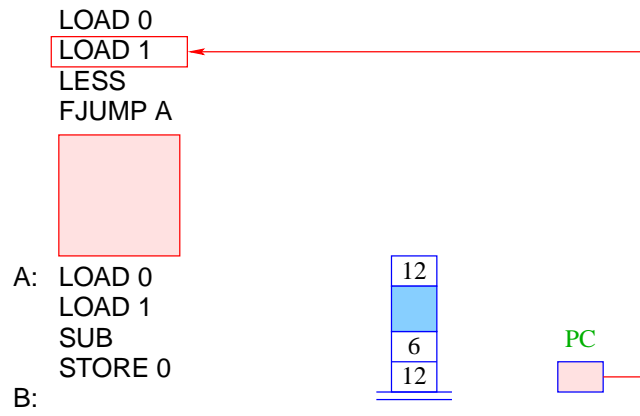 LOAD 0
LOAD 1
LESS
FJUMP A
A: LOAD 0
LOAD 1
SUB
STORE 0
B:
12
6
12
PC